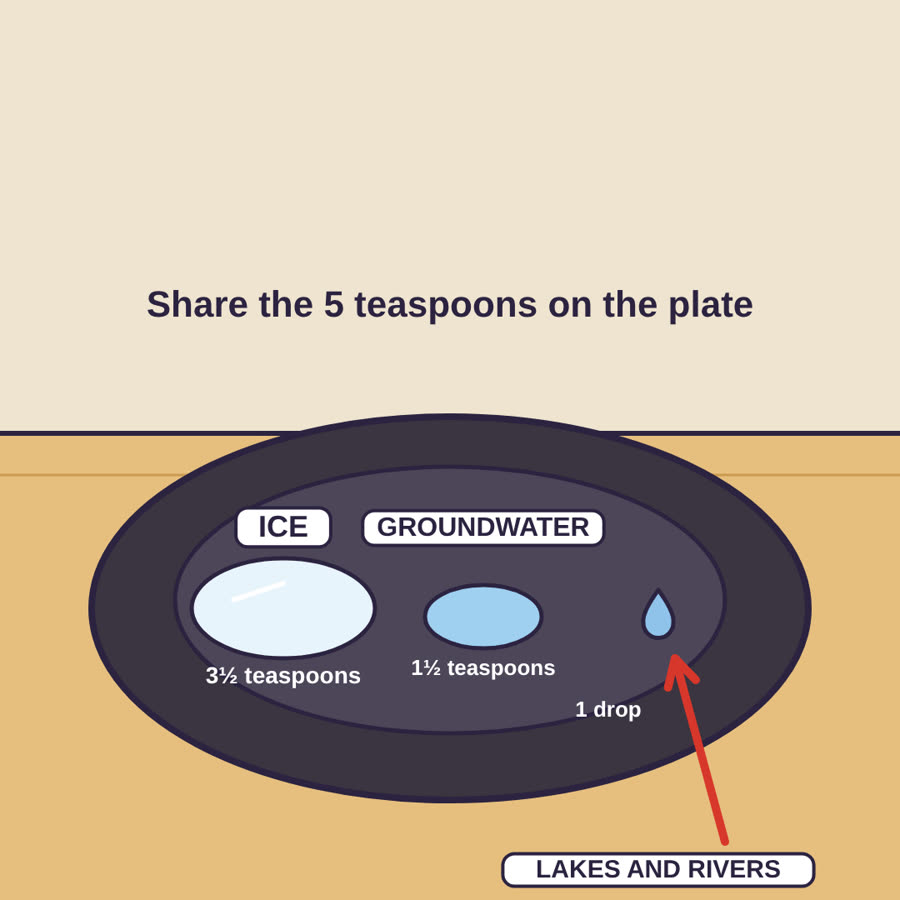 Share the 5 teaspoons on the plate
ICE
GROUNDWATER
3½ teaspoons
1½ teaspoons
1 drop
LAKES AND RIVERS